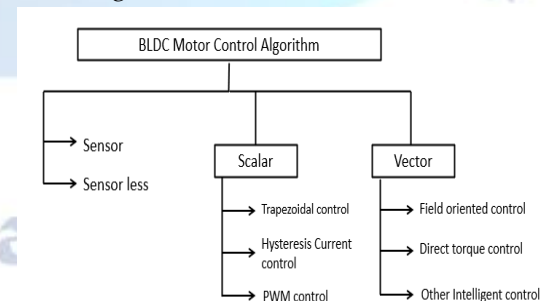 BLDC Motor Control Algorithm
Sensor
Sensor less
Scalar
Trapezoidal control
Hysteresis Current
control
PWM control
Vector
Field oriented control
Direct torque control
Other Intelligent control